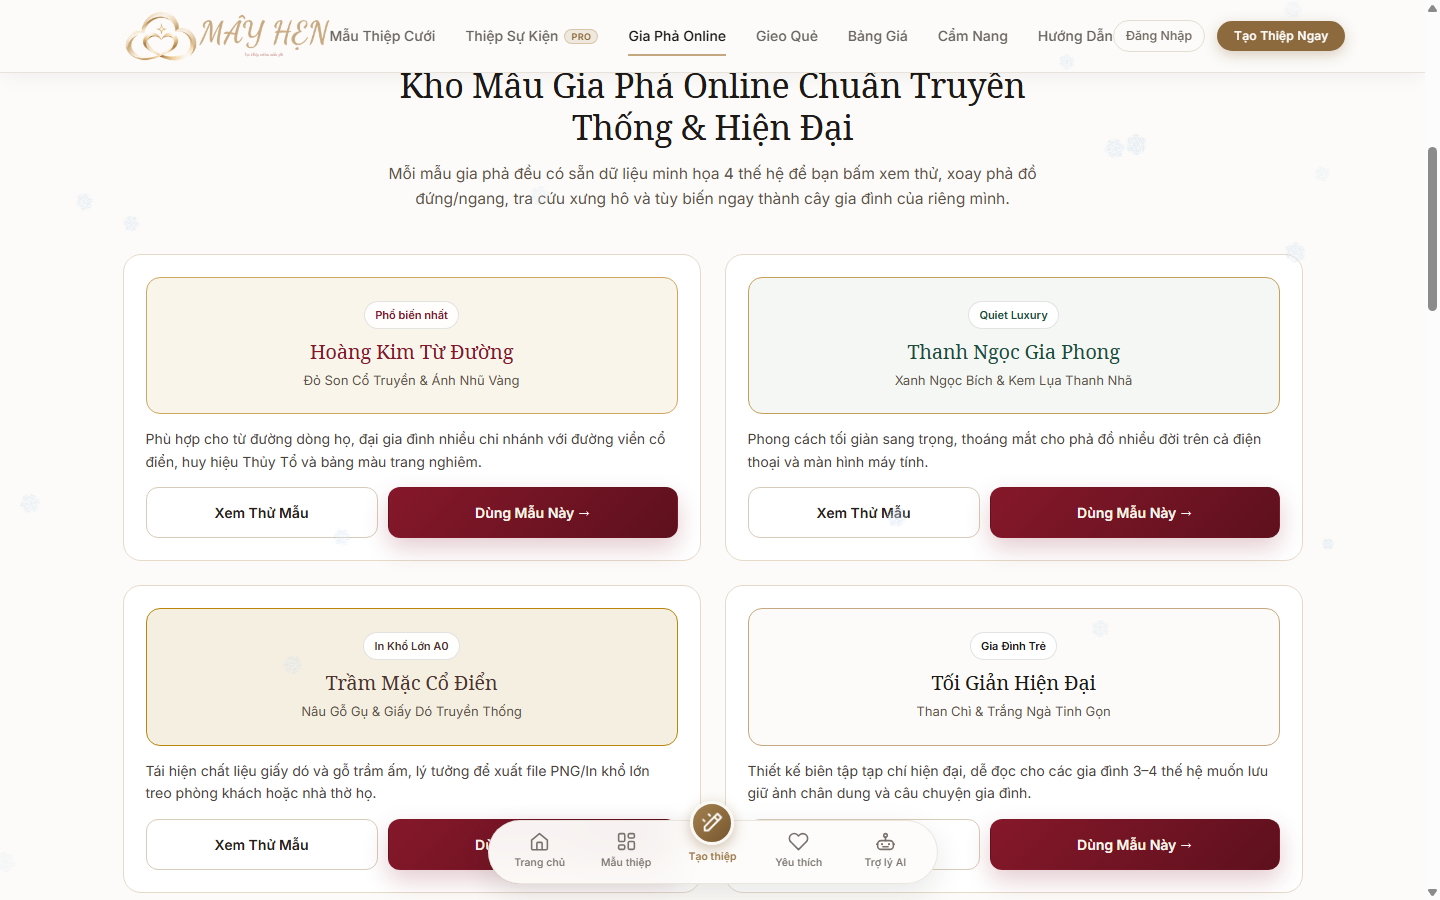 MÂY HẸN
Mẫu Thiệp Cưới
Thiệp Sự Kiện PRO
Gia Phả Online
Gieo Quẻ
Bảng Giá
Cẩm Nang
Hướng Dẫn
Đăng Nhập
Tạo Thiệp Ngay
Kho Mẫu Gia Phả Online Chuẩn Truyền
Thống & Hiện Đại
Mỗi mẫu gia phả đều có sẵn dữ liệu minh họa 4 thế hệ để bạn bấm xem thử, xoay phả đồ
đứng/ngang, tra cứu xưng hô và tùy biến ngay thành cây gia đình của riêng mình.
Phổ biến nhất
Hoàng Kim Từ Đường
Đỏ Son Cổ Truyền & Ánh Nhũ Vàng
Phù hợp cho từ đường dòng họ, đại gia đình nhiều chi nhánh với đường viền cổ
điển, huy hiệu Thủy Tổ và bảng màu trang nghiêm.
Xem Thử Mẫu
Dùng Mẫu Này →
Quiet Luxury
Thanh Ngọc Gia Phong
Xanh Ngọc Bích & Kem Lụa Thanh Nhã
Phong cách tối giản sang trọng, thoáng mắt cho phả đồ nhiều đời trên cả điện
thoại và màn hình máy tính.
Xem Thử Mẫu
Dùng Mẫu Này →
In Khổ Lớn A0
Trầm Mặc Cổ Điển
Nâu Gỗ Gụ & Giấy Dó Truyền Thống
Tái hiện chất liệu giấy dó và gỗ trầm ấm, lý tưởng để xuất file PNG/In khổ lớn
treo phòng khách hoặc nhà thờ họ.
Xem Thử Mẫu
Gia Đình Trẻ
Tối Giản Hiện Đại
Than Chì & Trắng Ngà Tinh Gọn
Thiết kế biên tập tạp chí hiện đại, dễ đọc cho các gia đình 3–4 thế hệ muốn lưu
giữ ảnh chân dung và câu chuyện gia đình.
Dùng Mẫu Này →
Trang chủ
Mẫu thiệp
Tạo thiệp
Yêu thích
Trợ lý AI